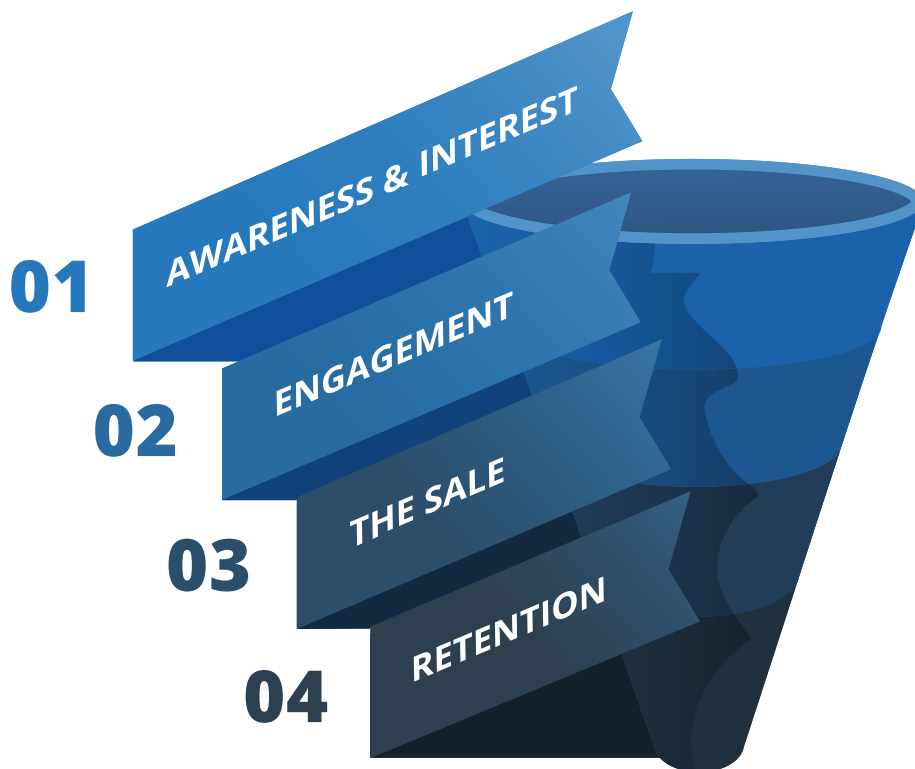 01
AWARENESS & INTEREST
02
ENGAGEMENT
03
THE SALE
04
RETENTION